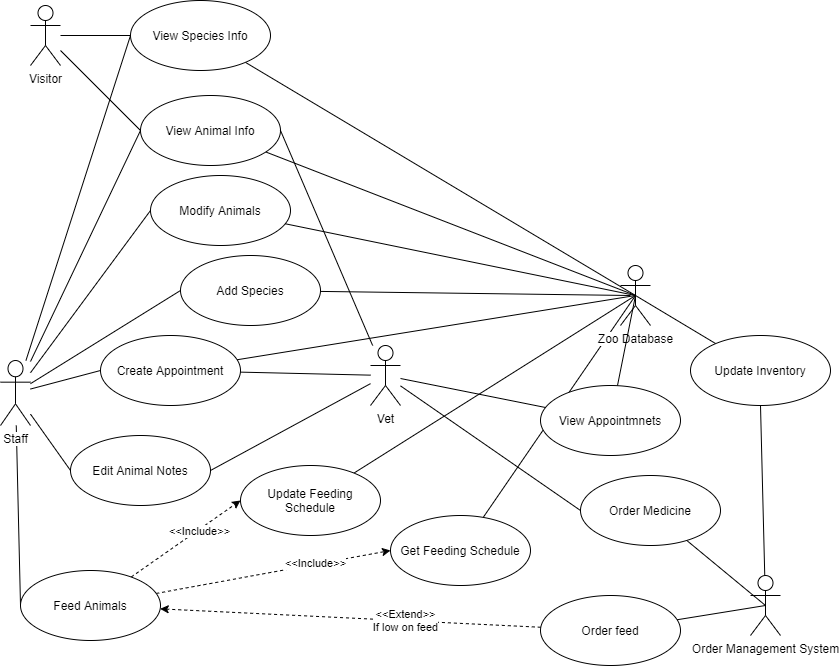 View Species Info
Visitor
View Animal Info
Modify Animals
Add Species
Zoo Database
Create Appointment
Update Inventory
Vet
View Appointmnets
Staff
Edit Animal Notes
Update Feeding
Schedule
Order Medicine
<<Include>>
Get Feeding Schedule
<<Include>>
Feed Animals
<<Extend>>
If low on feed
Order feed
Order Management System